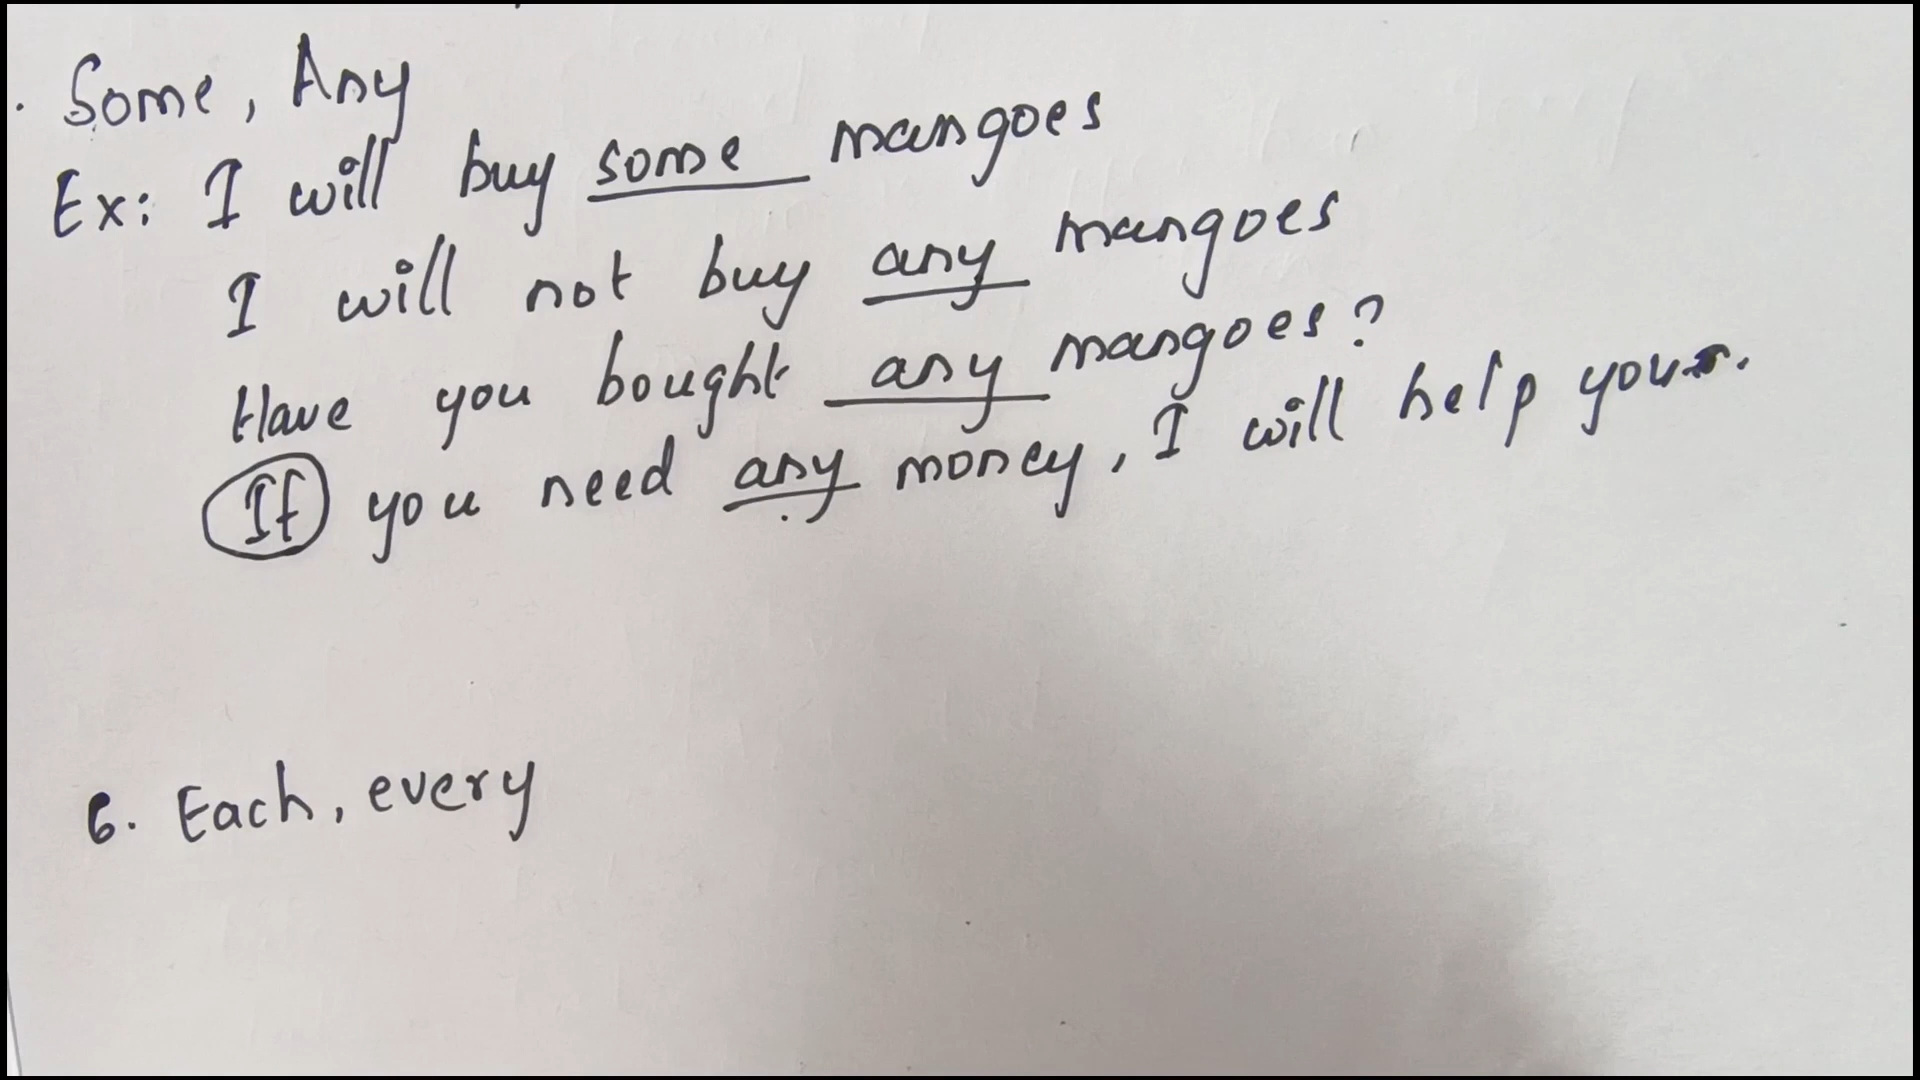 . Some, Any
Ex: I will buy some mangoes
I will not buy any mangoes
Have you bought any mangoes?
If you need any money, I will help you.
6. Each, every